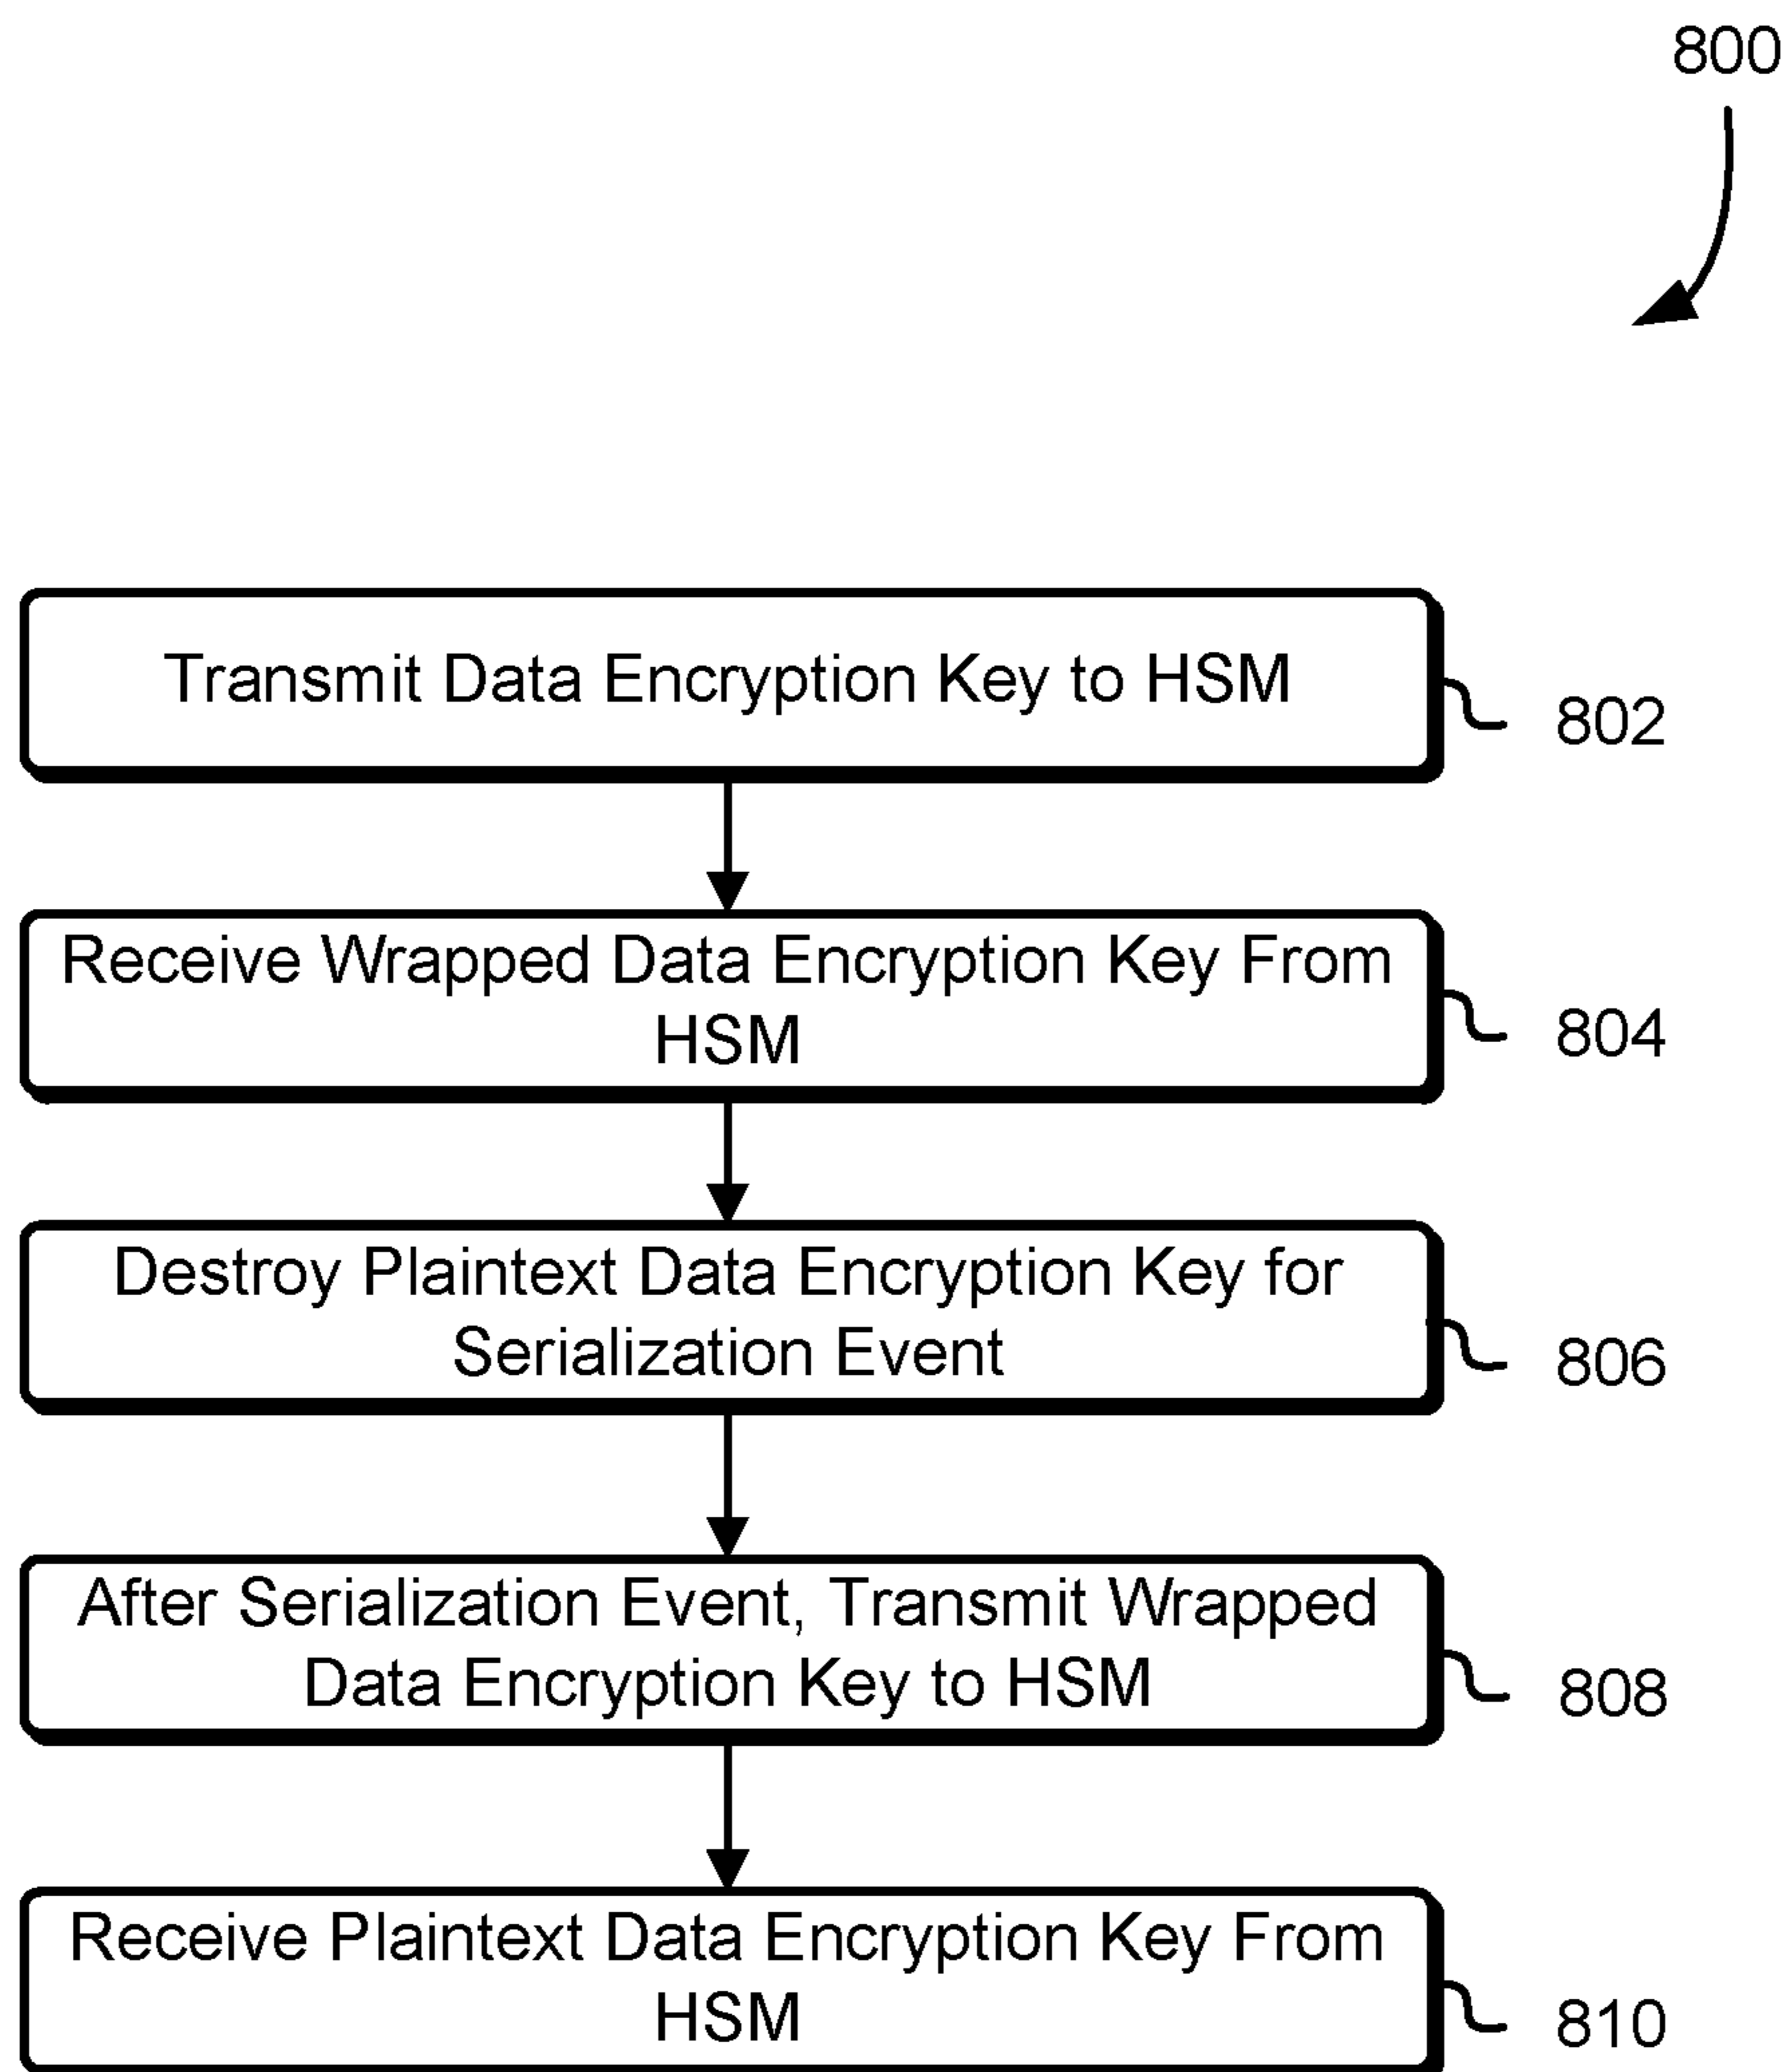 800
Transmit Data Encryption Key to HSM
802
Receive Wrapped Data Encryption Key From
HSM
804
Destroy Plaintext Data Encryption Key for
Serialization Event
806
After Serialization Event, Transmit Wrapped
Data Encryption Key to HSM
808
Receive Plaintext Data Encryption Key From
HSM
810